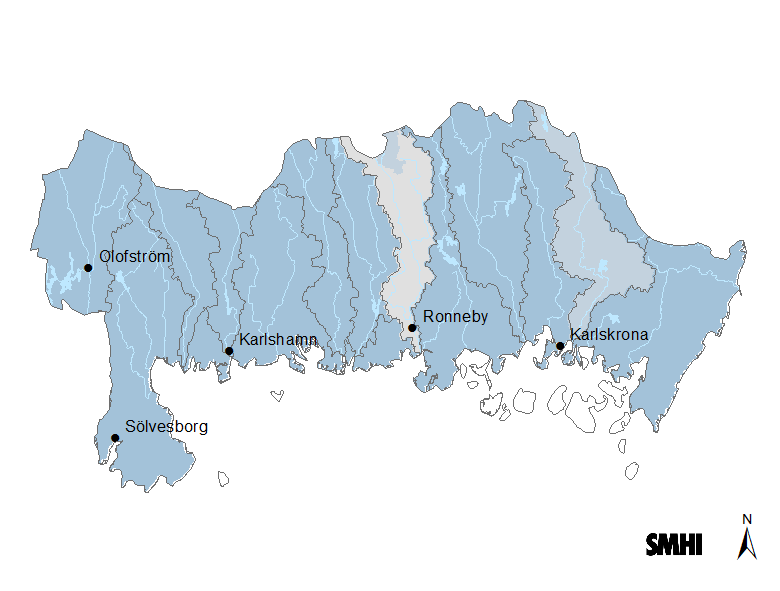 Olofström
Ronneby
Karlskrona
Karlshamn
Sölvesborg
N
SMHI